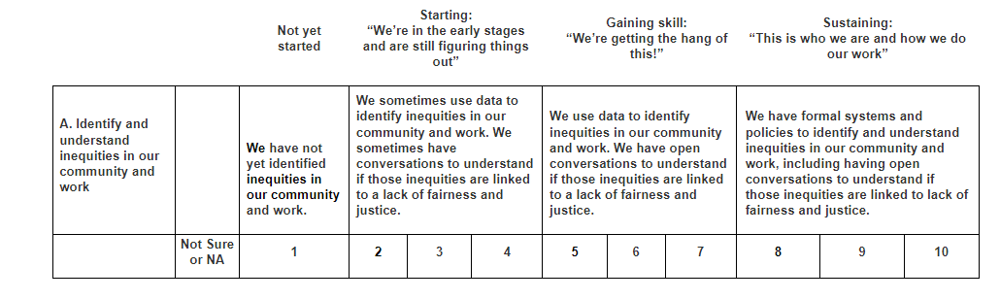 Not yet
started
Starting:
“We’re in the early stages
and are still figuring things
out”
Gaining skill:
“We’re getting the hang of
this!”
Sustaining:
“This is who we are and how we do
our work”
A. Identify and
understand
inequities in our
community and
work
We have not
yet identified
inequities in
our community
and work.
We sometimes use data to
identify inequities in our
community and work. We
sometimes have
conversations to understand
if those inequities are linked
to a lack of fairness and
justice.
We use data to identify
inequities in our community
and work. We have open
conversations to understand
if those inequities are linked
to a lack of fairness and
justice.
We have formal systems and
policies to identify and understand
inequities in our community and
work, including having open
conversations to understand if
those inequities are linked to lack of
fairness and justice.
Not Sure
or NA
1
2
3
4
5
6
7
8
9
10